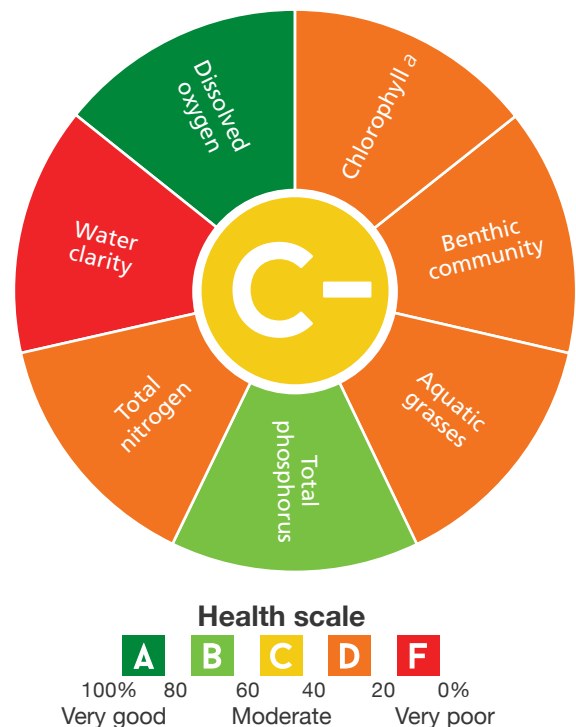 Dissolved
oxygen
Chlorophyll a
Benthic
community
Aquatic
grasses
Total
phosphorus
Total
nitrogen
Water
clarity
C-
Health scale
A B C D F
100% 80 60 40 20 0%
Very good Moderate Very poor